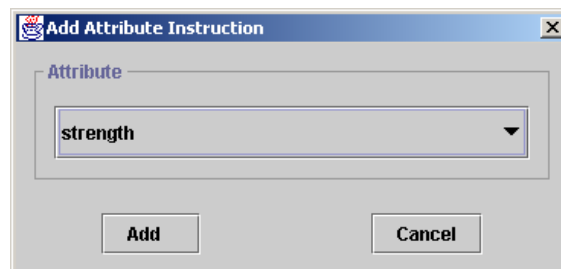 Add Attribute Instruction
Attribute
strength
Add Cancel